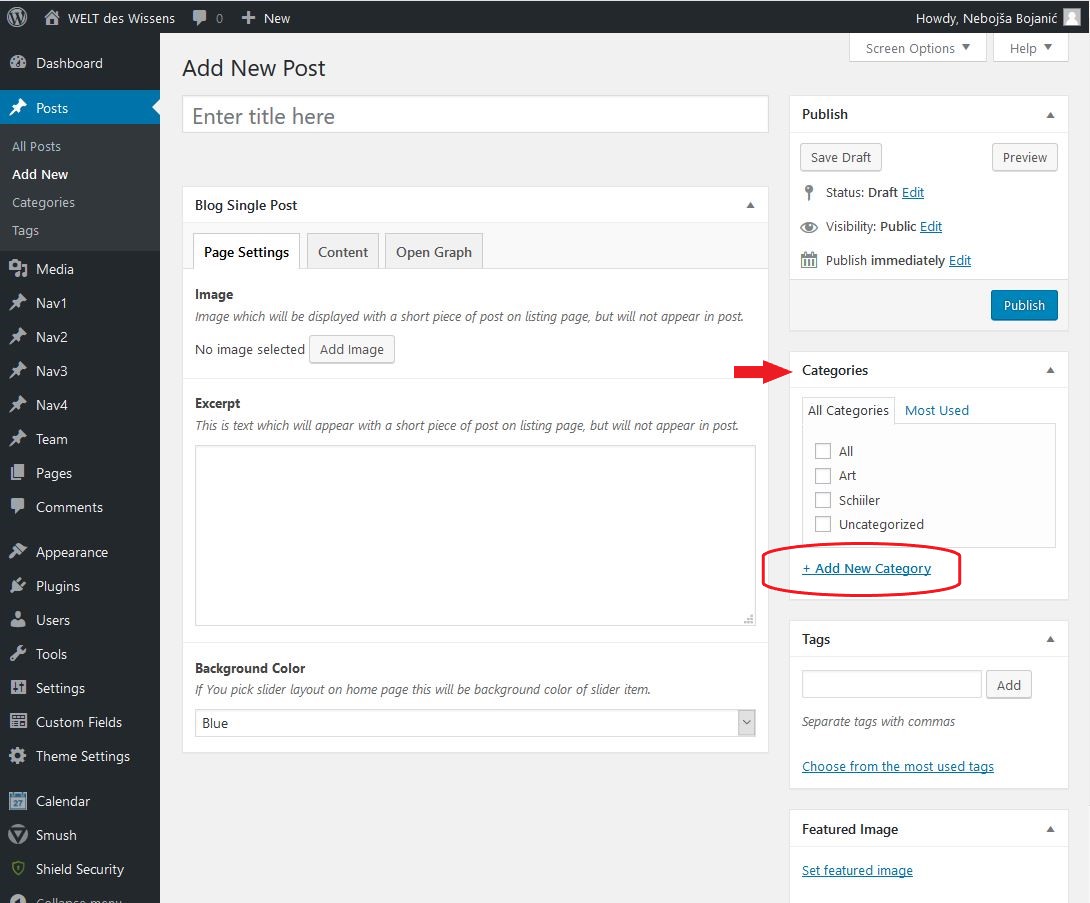 WELT des Wissens 0 New
Howdy, Nebojša Bojanić
Dashboard
Posts
All Posts
Add New
Categories
Tags
Media
Nav1
Nav2
Nav3
Nav4
Team
Pages
Comments
Appearance
Plugins
Users
Tools
Settings
Custom Fields
Theme Settings
27 Calendar
Smush
Shield Security
Collapse menu
Screen Options Help
Add New Post
Enter title here
Blog Single Post
Page Settings Content Open Graph
Image
Image which will be displayed with a short piece of post on listing page, but will not appear in post.
No image selected Add Image
Excerpt
This is text which will appear with a short piece of post on listing page, but will not appear in post.
Background Color
If You pick slider layout on home page this will be background color of slider item.
Blue
Publish
Save Draft Preview
Status: Draft Edit
Visibility: Public Edit
Publish immediately Edit
Publish
Categories
All Categories Most Used
All
Art
Schiiler
Uncategorized
+ Add New Category
Tags
Add
Separate tags with commas
Choose from the most used tags
Featured Image
Set featured image